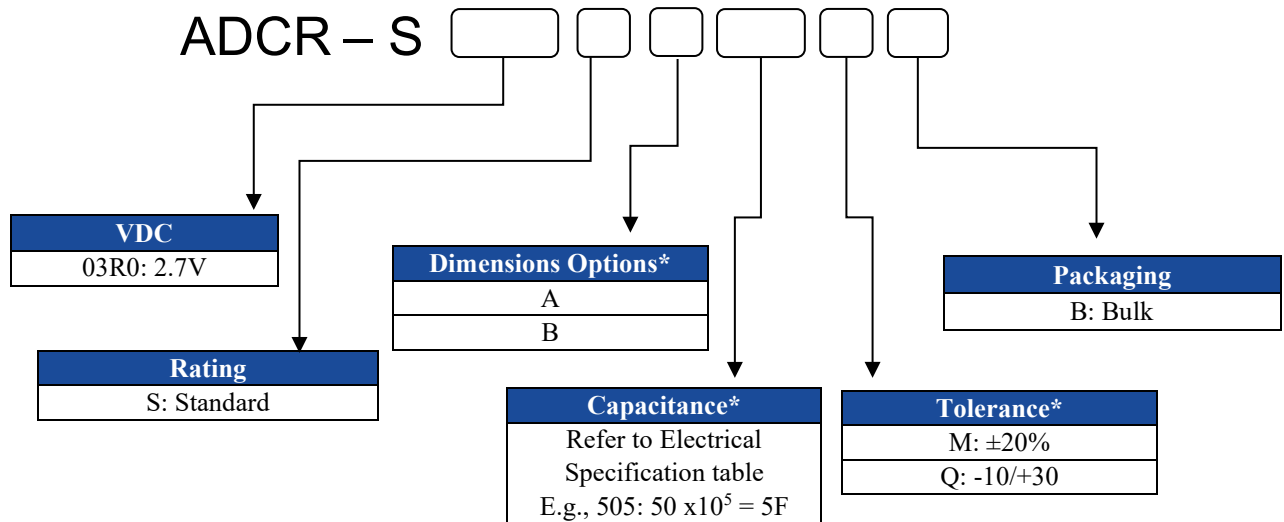 ADCR – S
VDC
03R0: 2.7V
Rating
S: Standard
Dimensions Options*
A
B
Capacitance*
Refer to Electrical
Specification table
E.g., 505: 50 x10⁵ = 5F
Tolerance*
M: ±20%
Q: -10/+30
Packaging
B: Bulk